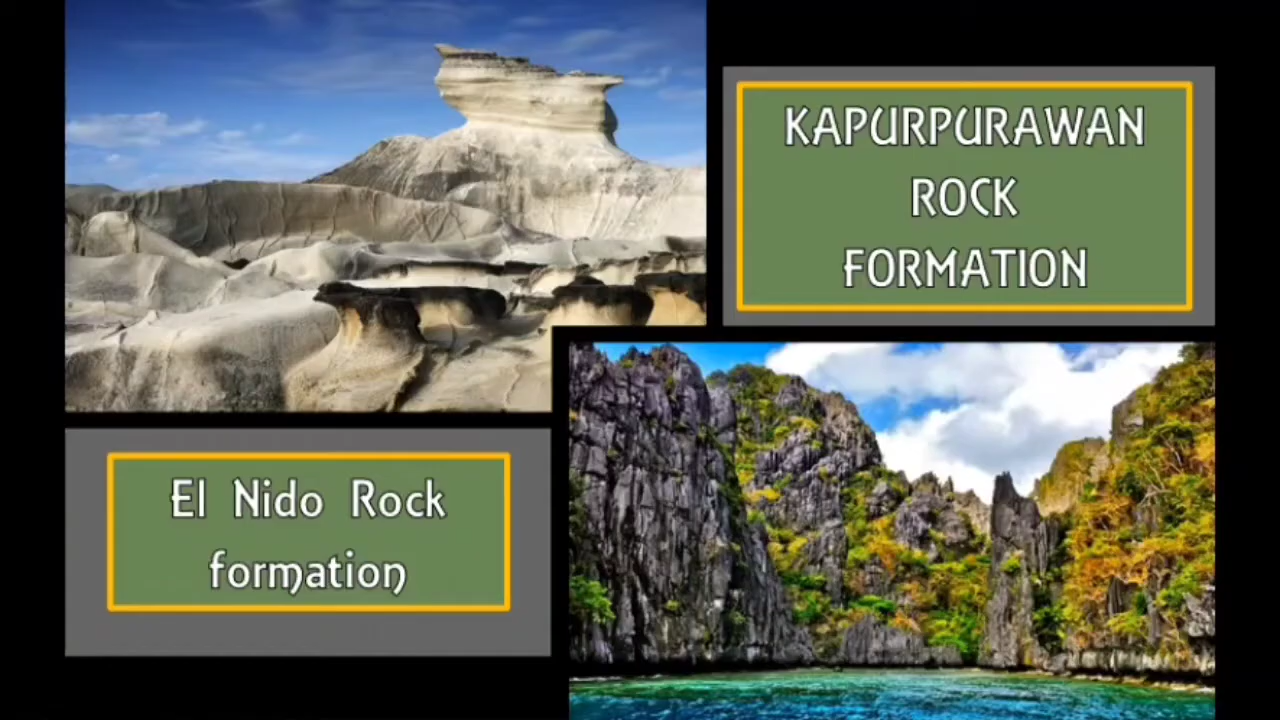 KAPURPURAWAN
ROCK
FORMATION
El Nido Rock
formation